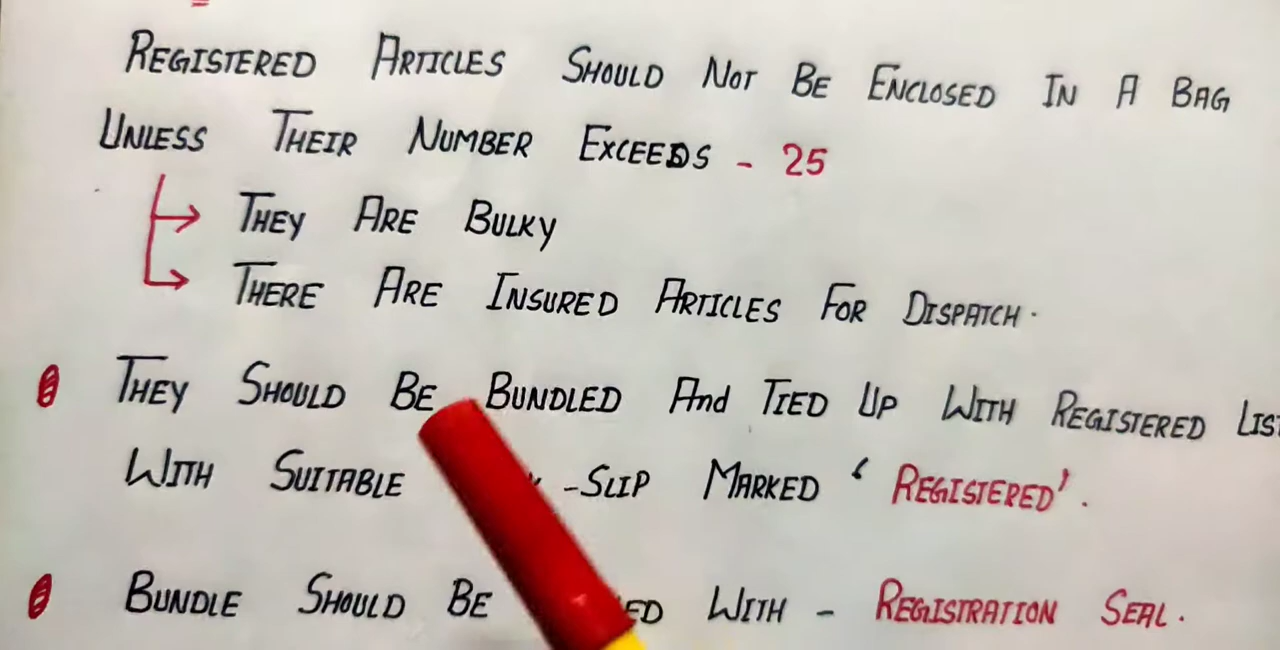 REGISTERED ARTICLES SHOULD NOT BE ENCLOSED IN A BAG
UNLESS THEIR NUMBER EXCEEDS - 25
THEY ARE BULKY
THERE ARE INSURED ARTICLES FOR DISPATCH.
THEY SHOULD BE BUNDLED And TIED UP WITH REGISTERED LIST
WITH SUITABLE -SLIP MARKED ‘REGISTERED’.
BUNDLE SHOULD BE WITH - REGISTRATION SEAL.